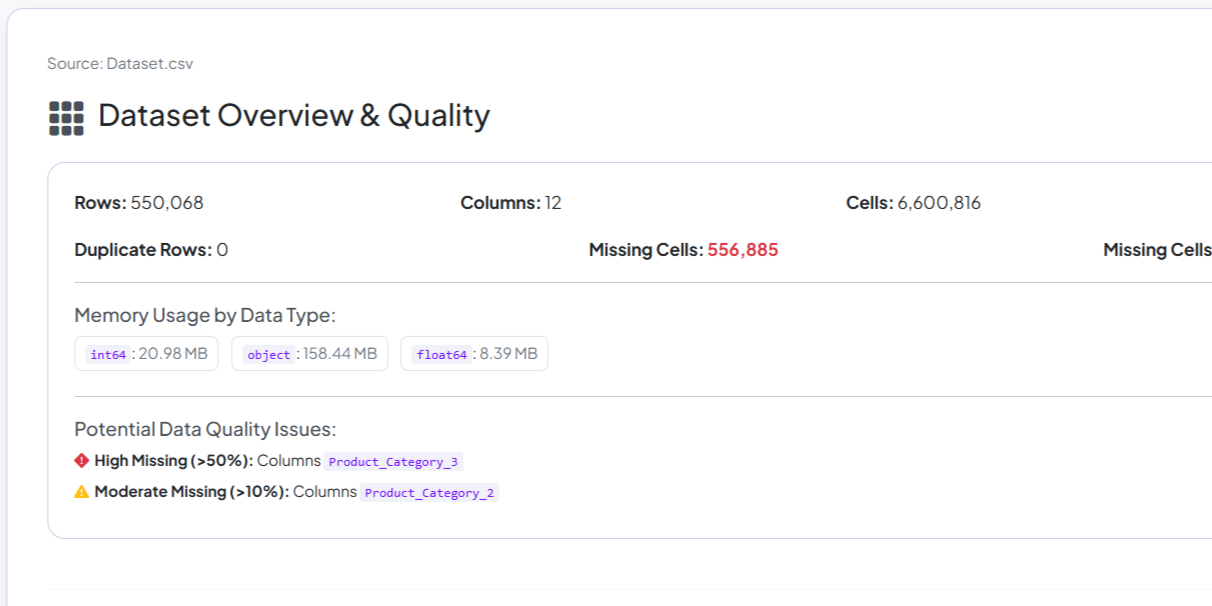 Source: Dataset.csv
Dataset Overview & Quality
Rows: 550,068 Columns: 12 Cells: 6,600,816
Duplicate Rows: 0 Missing Cells: 556,885 Missing Cells
Memory Usage by Data Type:
int64 : 20.98 MB object : 158.44 MB float64 : 8.39 MB
Potential Data Quality Issues:
High Missing (>50%): Columns Product_Category_3
Moderate Missing (>10%): Columns Product_Category_2